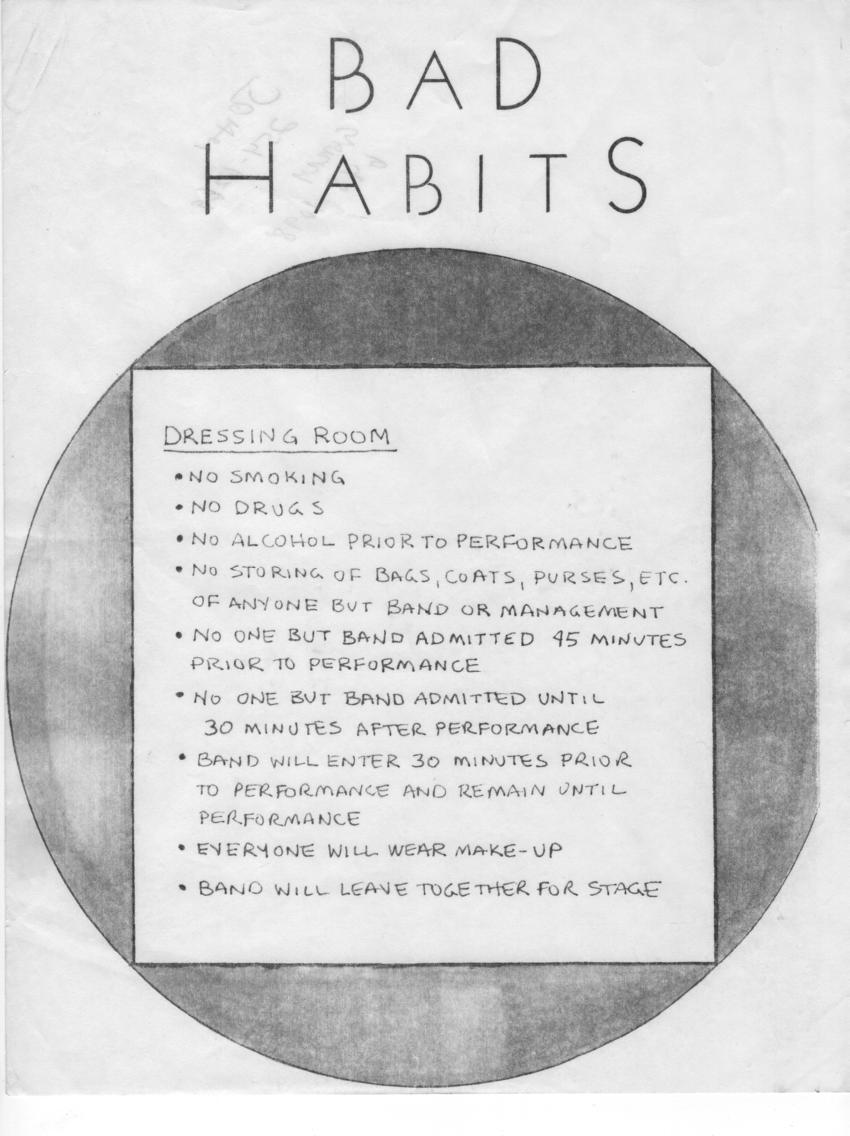 BAD
HABITS
DRESSING ROOM
• NO SMOKING
• NO DRUGS
• NO ALCOHOL PRIOR TO PERFORMANCE
• NO STORING OF BAGS, COATS, PURSES, ETC.
OF ANYONE BUT BAND OR MANAGEMENT
• NO ONE BUT BAND ADMITTED 45 MINUTES
PRIOR TO PERFORMANCE
• NO ONE BUT BAND ADMITTED UNTIL
30 MINUTES AFTER PERFORMANCE
• BAND WILL ENTER 30 MINUTES PRIOR
TO PERFORMANCE AND REMAIN UNTIL
PERFORMANCE
• EVERYONE WILL WEAR MAKE-UP
• BAND WILL LEAVE TOGETHER FOR STAGE